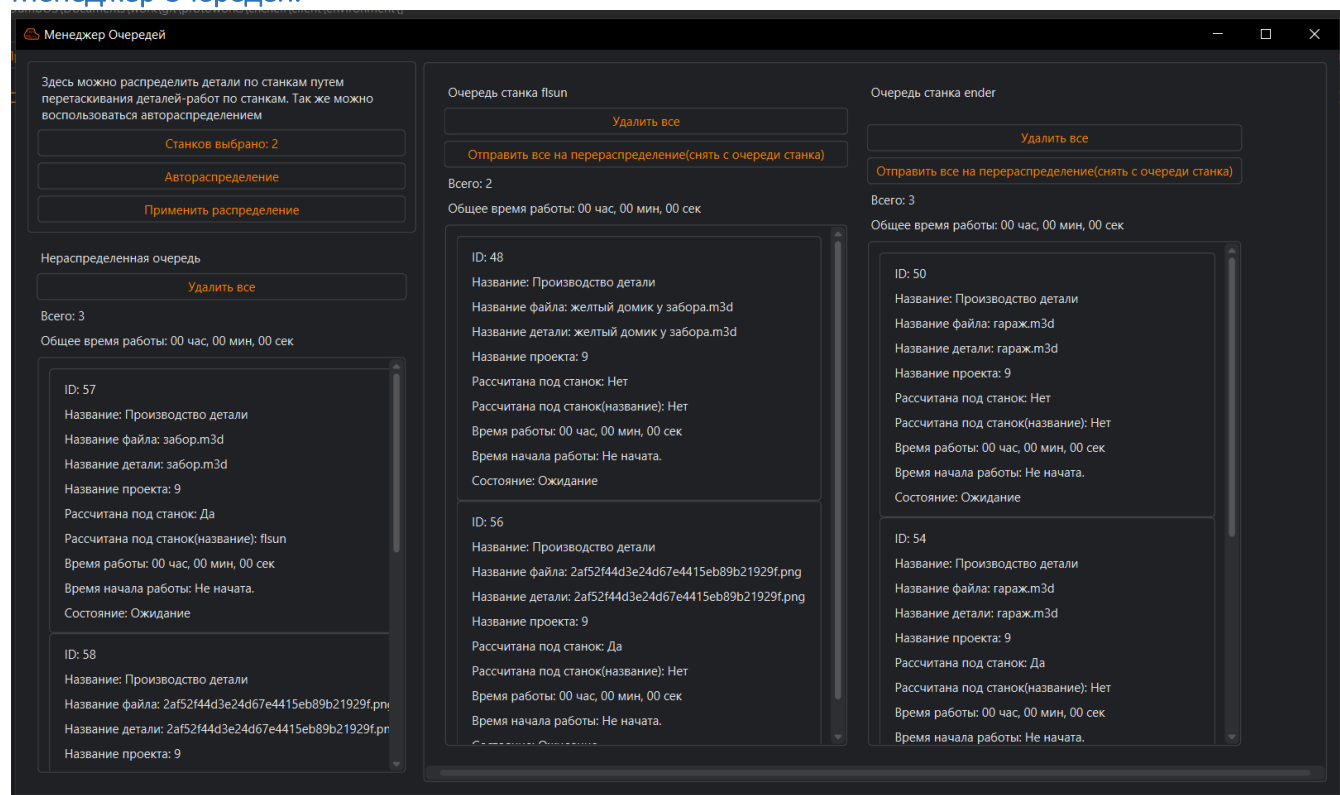 Менеджер Очередей
Здесь можно распределить детали по станкам путем
перетаскивания деталей-работ по станкам. Так же можно
воспользоваться автораспределением
Станков выбрано: 2
Автораспределение
Применить распределение
Нераспределенная очередь
Удалить все
Всего: 3
Общее время работы: 00 час, 00 мин, 00 сек
ID: 57
Название: Производство детали
Название файла: забор.m3d
Название детали: забор.m3d
Название проекта: 9
Рассчитана под станок: Да
Рассчитана под станок(название): flsun
Время работы: 00 час, 00 мин, 00 сек
Время начала работы: Не начата.
Состояние: Ожидание
ID: 58
Название: Производство детали
Название файла: 2af52f44d3e24d67e4415eb89b21929f.pn
Название детали: 2af52f44d3e24d67e4415eb89b21929f.pn
Название проекта: 9
Очередь станка flsun
Удалить все
Отправить все на перераспределение(снять с очереди станка)
Всего: 2
Общее время работы: 00 час, 00 мин, 00 сек
ID: 48
Название: Производство детали
Название файла: желтый домик у забора.m3d
Название детали: желтый домик у забора.m3d
Название проекта: 9
Рассчитана под станок: Нет
Рассчитана под станок(название): Нет
Время работы: 00 час, 00 мин, 00 сек
Время начала работы: Не начата.
Состояние: Ожидание
ID: 56
Название: Производство детали
Название файла: 2af52f44d3e24d67e4415eb89b21929f.png
Название детали: 2af52f44d3e24d67e4415eb89b21929f.png
Название проекта: 9
Рассчитана под станок: Да
Рассчитана под станок(название): Нет
Время работы: 00 час, 00 мин, 00 сек
Время начала работы: Не начата.
Очередь станка ender
Удалить все
Отправить все на перераспределение(снять с очереди станка)
Всего: 3
Общее время работы: 00 час, 00 мин, 00 сек
ID: 50
Название: Производство детали
Название файла: гараж.m3d
Название детали: гараж.m3d
Название проекта: 9
Рассчитана под станок: Нет
Рассчитана под станок(название): Нет
Время работы: 00 час, 00 мин, 00 сек
Время начала работы: Не начата.
Состояние: Ожидание
ID: 54
Название: Производство детали
Название файла: гараж.m3d
Название детали: гараж.m3d
Название проекта: 9
Рассчитана под станок: Да
Рассчитана под станок(название): Нет
Время работы: 00 час, 00 мин, 00 сек
Время начала работы: Не начата.